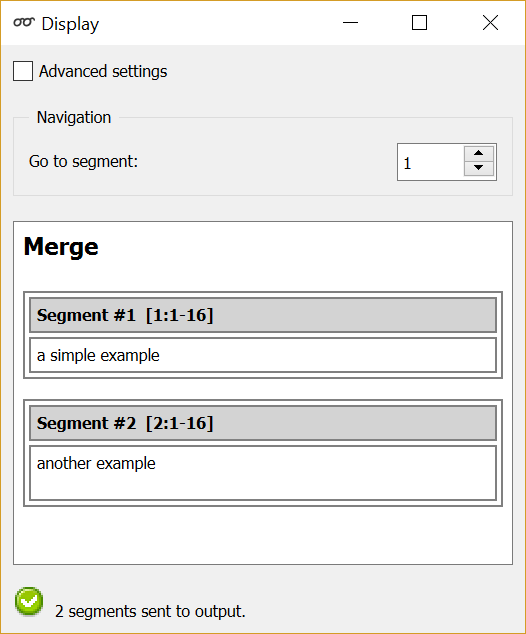 Display
Advanced settings
Navigation
Go to segment:
1
Merge
Segment #1 [1:1-16]
a simple example
Segment #2 [2:1-16]
another example
2 segments sent to output.